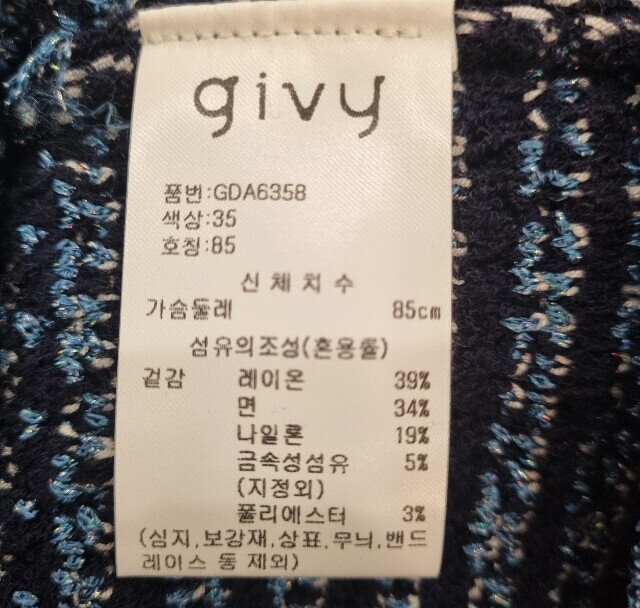 givy
품번:GDA6358
색상:35
호칭:85
신체치수
가슴둘레 85cm
섬유의조성(혼용률)
겉감 레이온 39%
면 34%
나일론 19%
금속성섬유 5%
(지정외)
폴리에스터 3%
(심지,보강재,상표,무늬,밴드
레이스 등 제외)